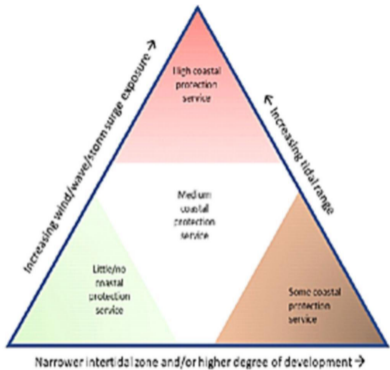 High coastal
protection
service
Increasing wind/wave/storm surge exposure →
← Increasing tidal range
Medium
coastal
protection
service
Little/no
coastal
protection
service
Some coastal
protection
service
Narrower intertidal zone and/or higher degree of development →